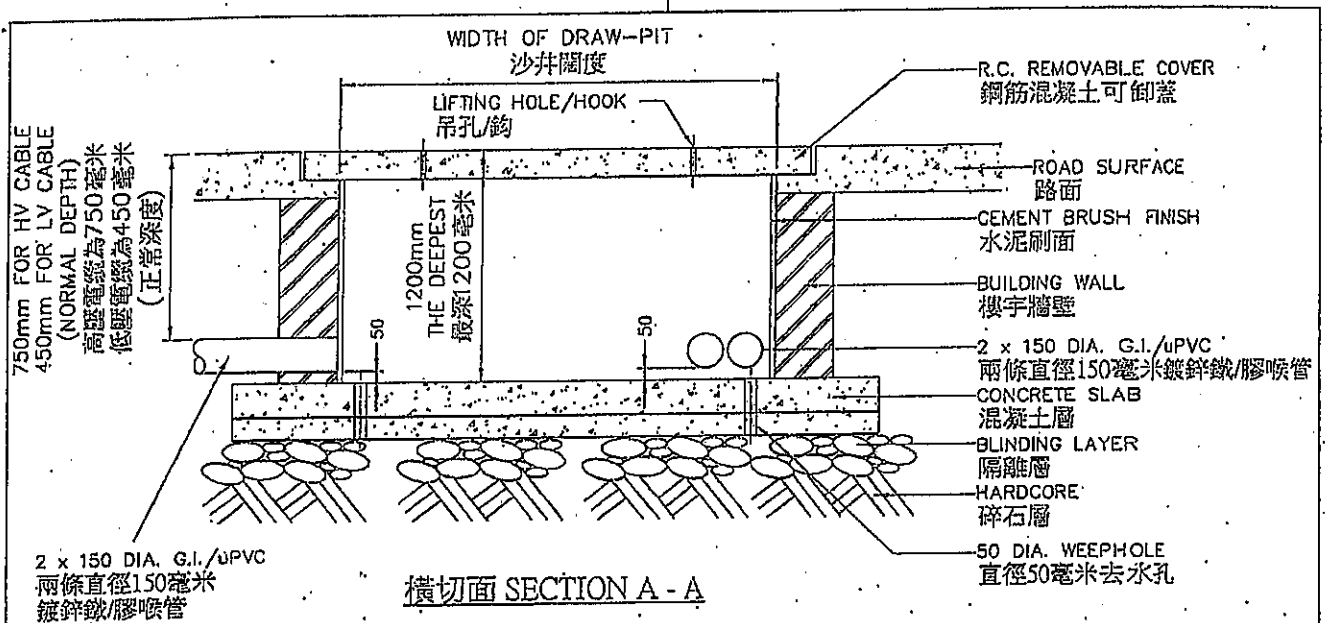 WIDTH OF DRAW-PIT
沙井闊度
LIFTING HOLE/HOOK
吊孔/鈎
R.C. REMOVABLE COVER
鋼筋混凝土可卸蓋
ROAD SURFACE
路面
CEMENT BRUSH FINISH
水泥刷面
BUILDING WALL
樓宇牆壁
2 x 150 DIA. G.I./uPVC
兩條直徑150毫米鍍鋅鐵/膠喉管
CONCRETE SLAB
混凝土層
BLINDING LAYER
隔離層
HARDCORE
碎石層
50 DIA. WEEPHOLE
直徑50毫米去水孔
750mm FOR HV CABLE
450mm FOR LV CABLE
(NORMAL DEPTH)
高壓電纜為750毫米
低壓電纜為450毫米
(正常深度)
1200mm
THE DEEPEST
最深1200毫米
50
50
2 x 150 DIA. G.I./uPVC
兩條直徑150毫米
鍍鋅鐵/膠喉管
橫切面 SECTION A - A